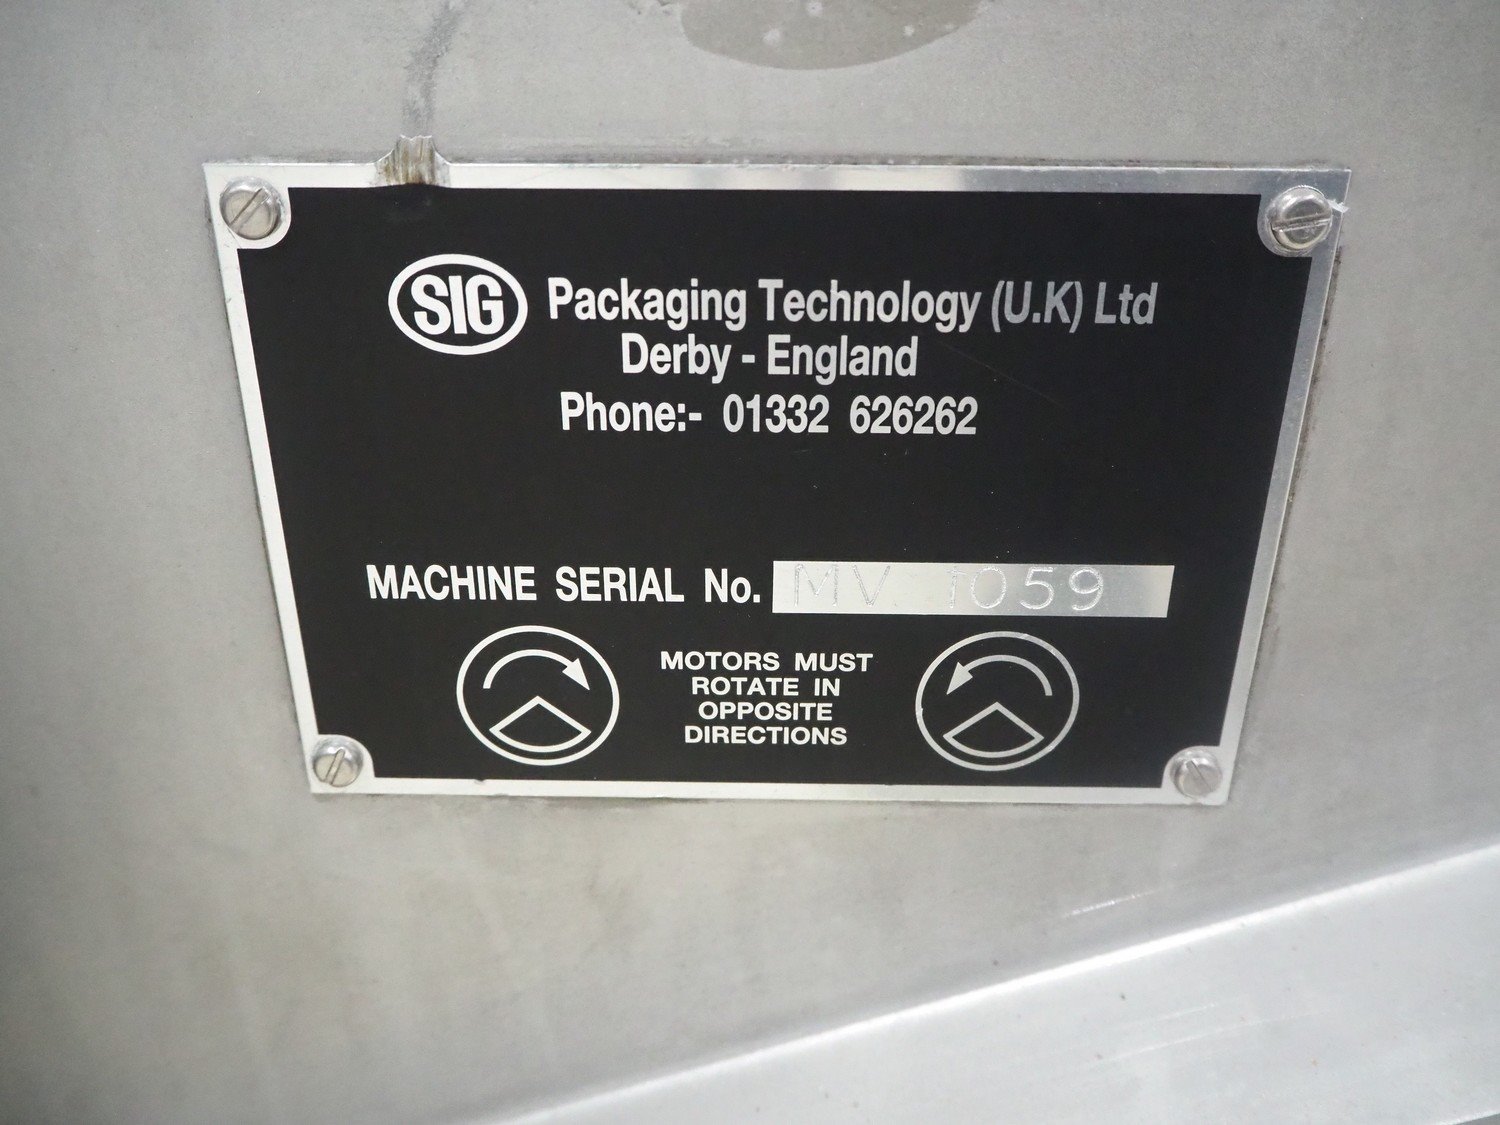 SIG Packaging Technology (U.K) Ltd
Derby - England
Phone:- 01332 626262
MACHINE SERIAL No. MV 1059
MOTORS MUST
ROTATE IN
OPPOSITE
DIRECTIONS